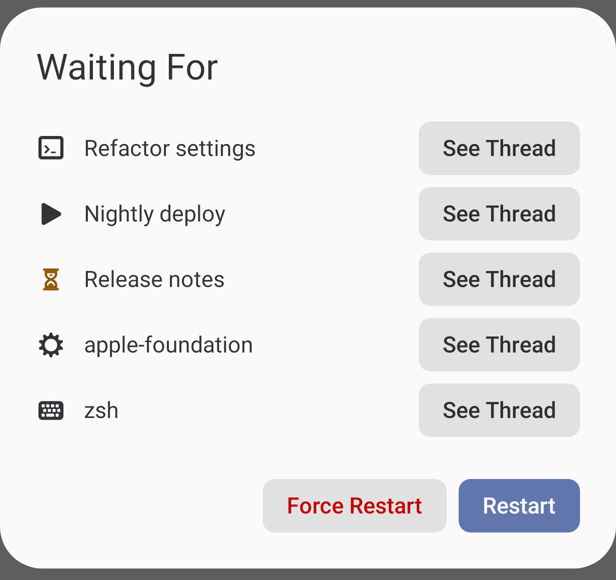 Waiting For
Refactor settings See Thread
Nightly deploy See Thread
Release notes See Thread
apple-foundation See Thread
zsh See Thread
Force Restart Restart